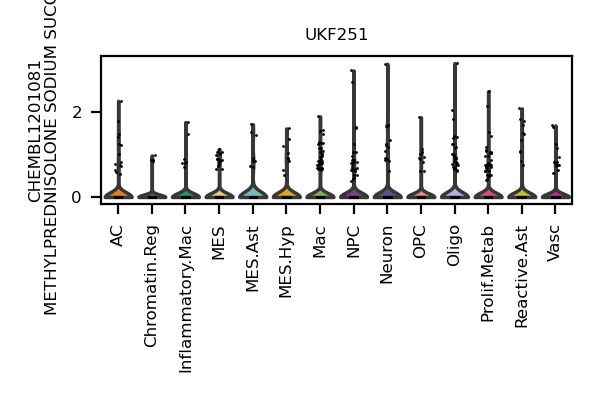 UKF251
CHEMBL1201081
METHYLPREDNISOLONE SODIUM SUCC
2
0
AC
Chromatin.Reg
Inflammatory.Mac
MES
MES.Ast
MES.Hyp
Mac
NPC
Neuron
OPC
Oligo
Prolif.Metab
Reactive.Ast
Vasc